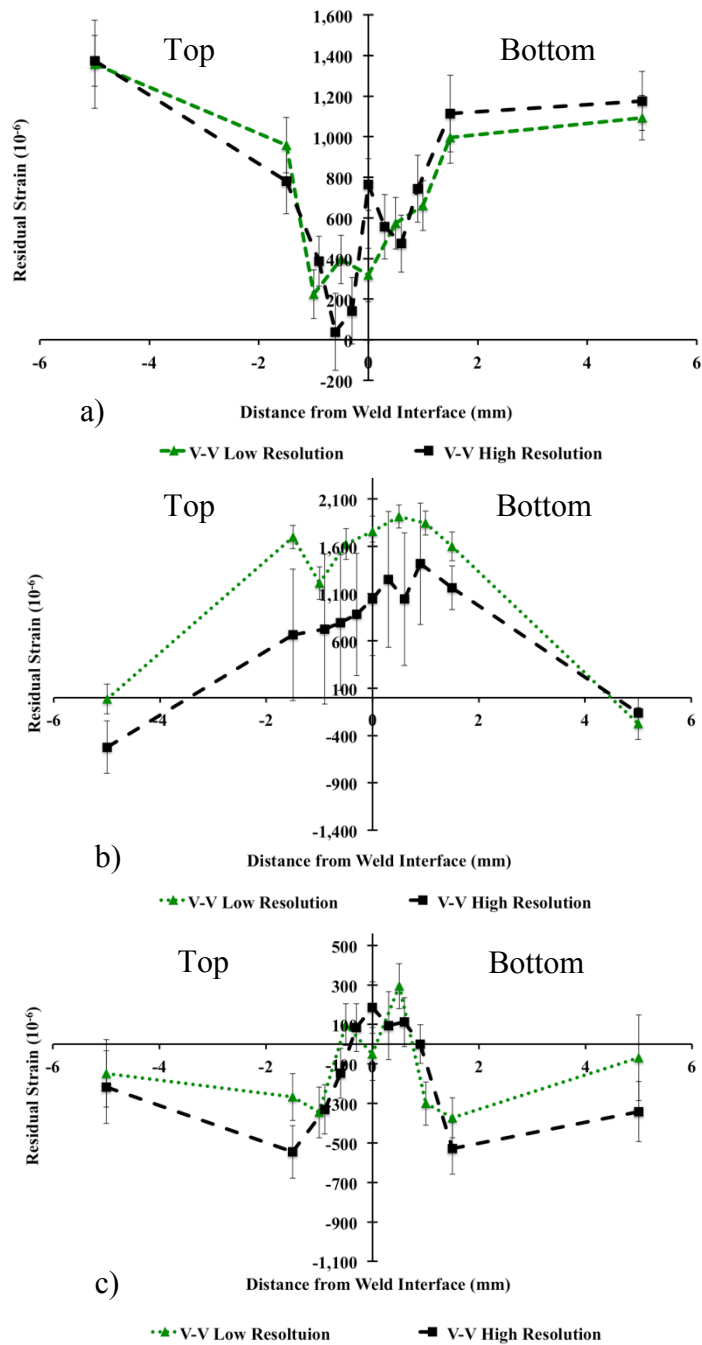 1,600
Top
Bottom
1,400
1,200
1,000
800
600
400
200
0
-200
-6
-4
-2
0
2
4
6
Residual Strain (10⁻⁶)
a)
Distance from Weld Interface (mm)
V-V Low Resolution
V-V High Resolution
Top
Bottom
2,100
1,600
1,100
600
100
-400
-900
-1,400
-6
-4
-2
0
2
4
6
Residual Strain (10⁻⁶)
b)
Distance from Weld Interface (mm)
V-V Low Resolution
V-V High Resolution
Top
Bottom
500
300
100
-100
-300
-500
-700
-900
-1,100
-6
-4
-2
0
2
4
6
Residual Strain (10⁻⁶)
c)
Distance from Weld Interface (mm)
V-V Low Resoltuion
V-V High Resolution